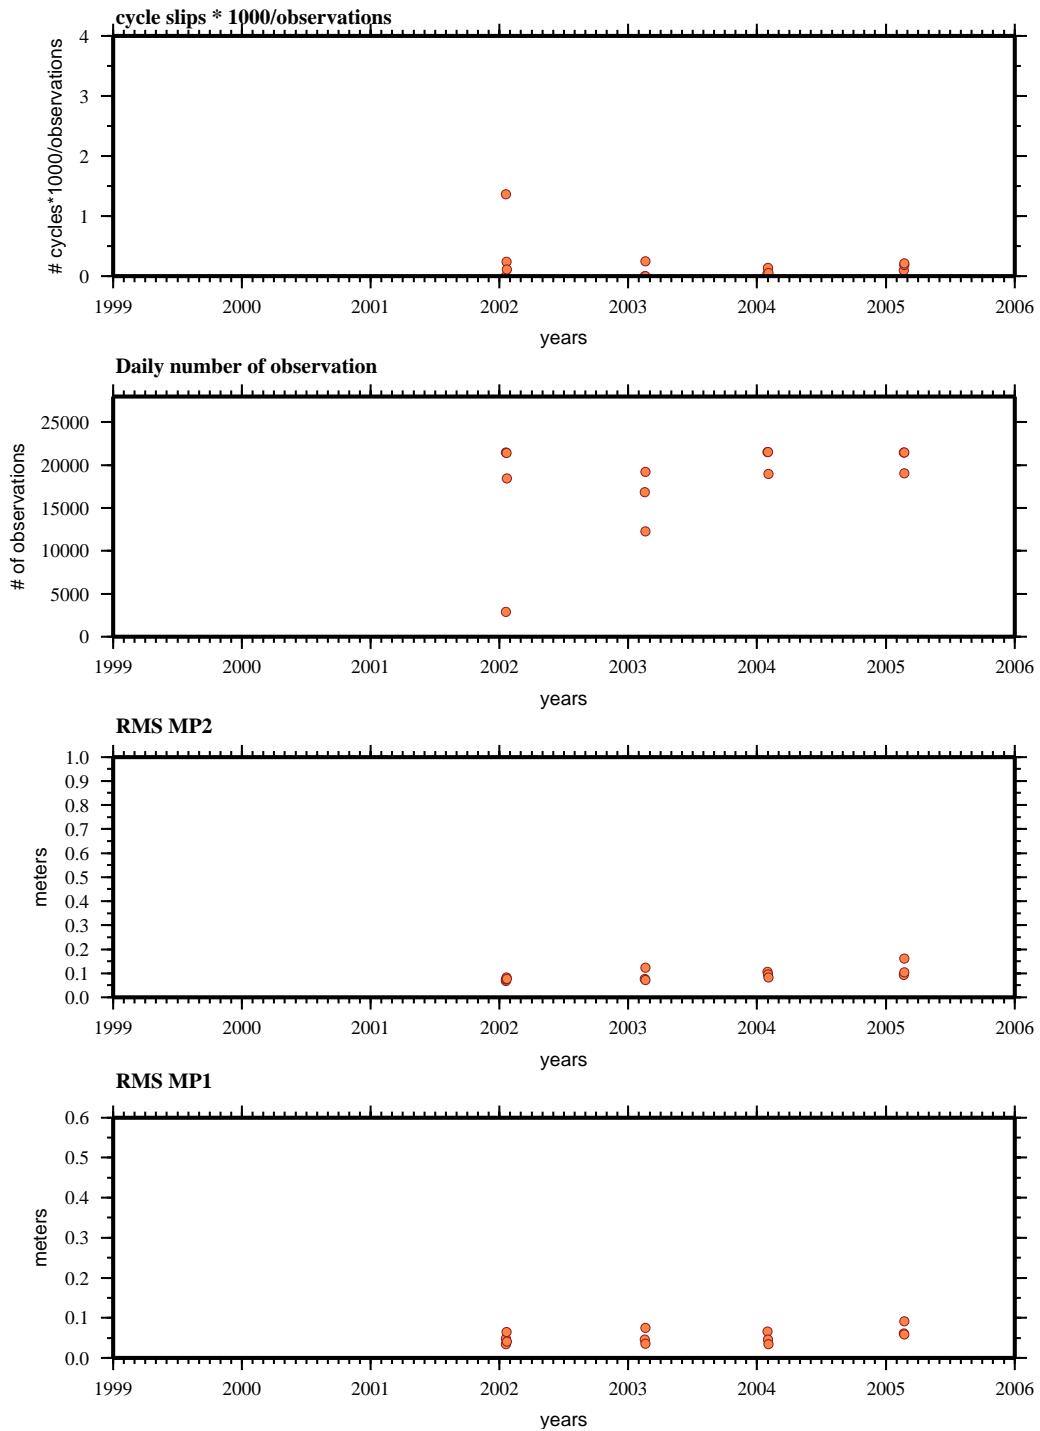 cycle slips * 1000/observations
4
3
2
1
0
# cycles*1000/observations
1999 2000 2001 2002 2003 2004 2005 2006
years
Daily number of observation
25000
20000
15000
10000
5000
0
# of observations
1999 2000 2001 2002 2003 2004 2005 2006
years
RMS MP2
1.0
0.9
0.8
0.7
0.6
0.5
0.4
0.3
0.2
0.1
0.0
meters
1999 2000 2001 2002 2003 2004 2005 2006
years
RMS MP1
0.6
0.5
0.4
0.3
0.2
0.1
0.0
meters
1999 2000 2001 2002 2003 2004 2005 2006
years